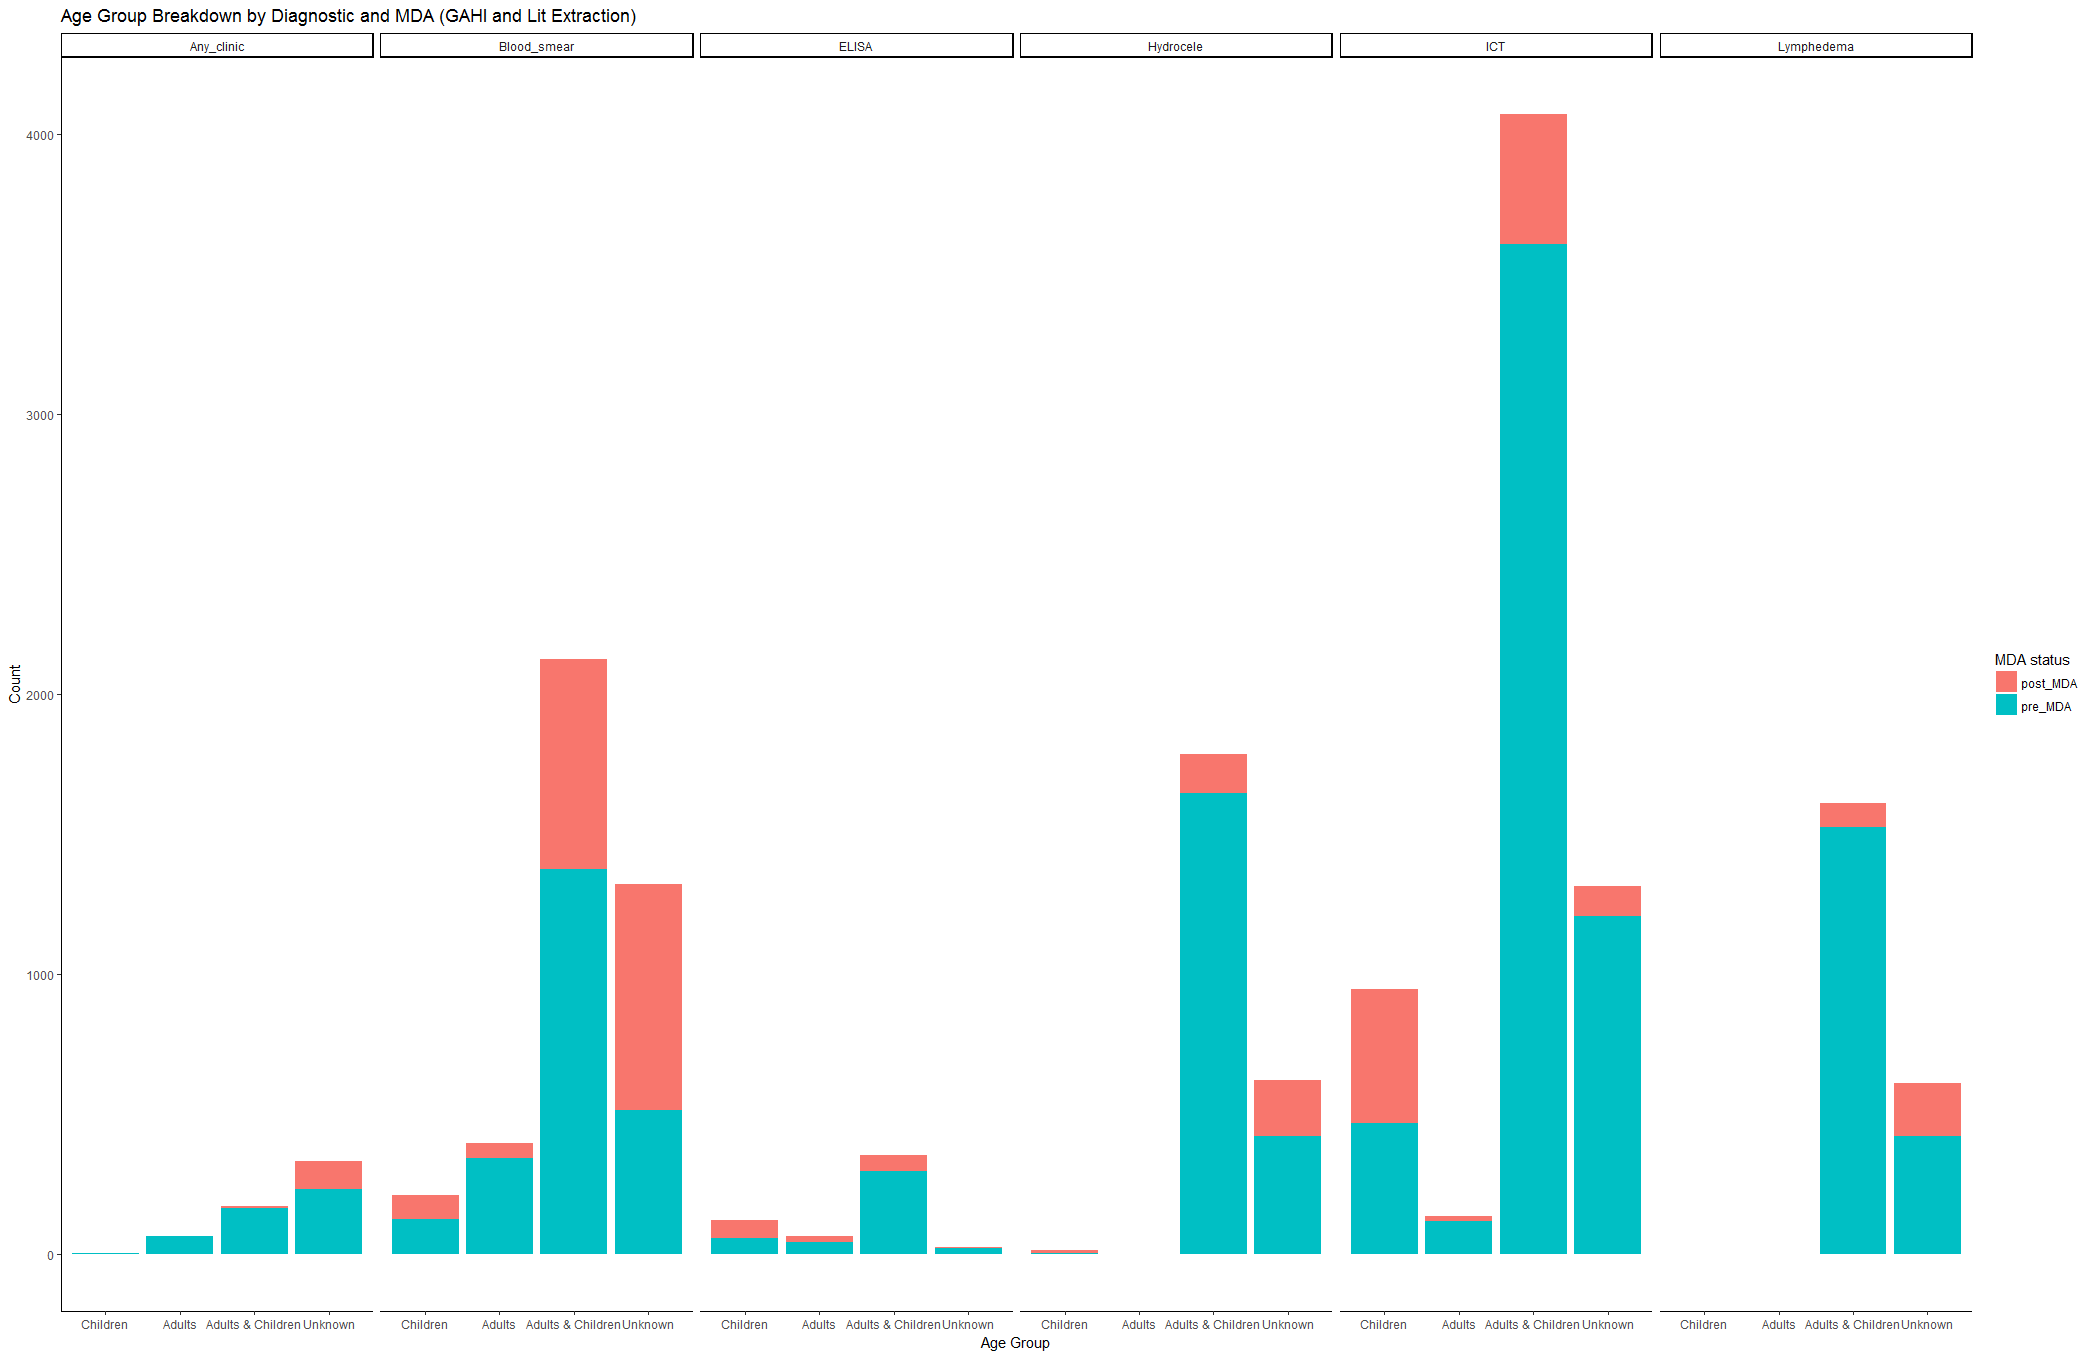 Age Group Breakdown by Diagnostic and MDA (GAHI and Lit Extraction)
Any_clinic
Blood_smear
ELISA
Hydrocele
ICT
Lymphedema
4000
3000
2000
1000
0
Count
MDA status
post_MDA
pre_MDA
Children Adults Adults & Children Unknown
Children Adults Adults & Children Unknown
Children Adults Adults & Children Unknown
Children Adults Adults & Children Unknown
Children Adults Adults & Children Unknown
Children Adults Adults & Children Unknown
Age Group